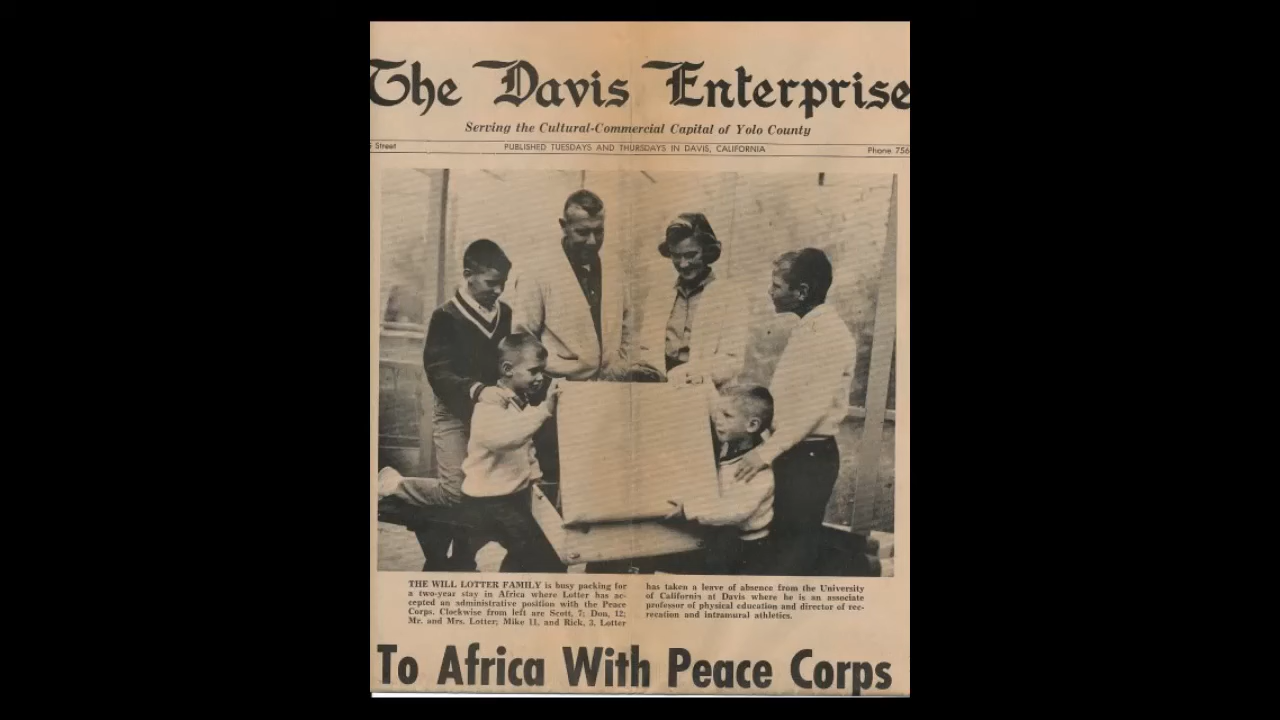 The Davis Enterprise
Serving the Cultural-Commercial Capital of Yolo County
Street PUBLISHED TUESDAYS AND THURSDAYS IN DAVIS, CALIFORNIA Phone 756
THE WILL LOTTER FAMILY is busy packing for
a two-year stay in Africa where Lotter has ac-
cepted an administrative position with the Peace
Corps. Clockwise from left are Scott, 7; Don, 12;
Mr. and Mrs. Lotter; Mike 11, and Rick, 3. Lotter
has taken a leave of absence from the University
of California at Davis where he is an associate
professor of physical education and director of rec-
recation and intramural athletics.
To Africa With Peace Corps